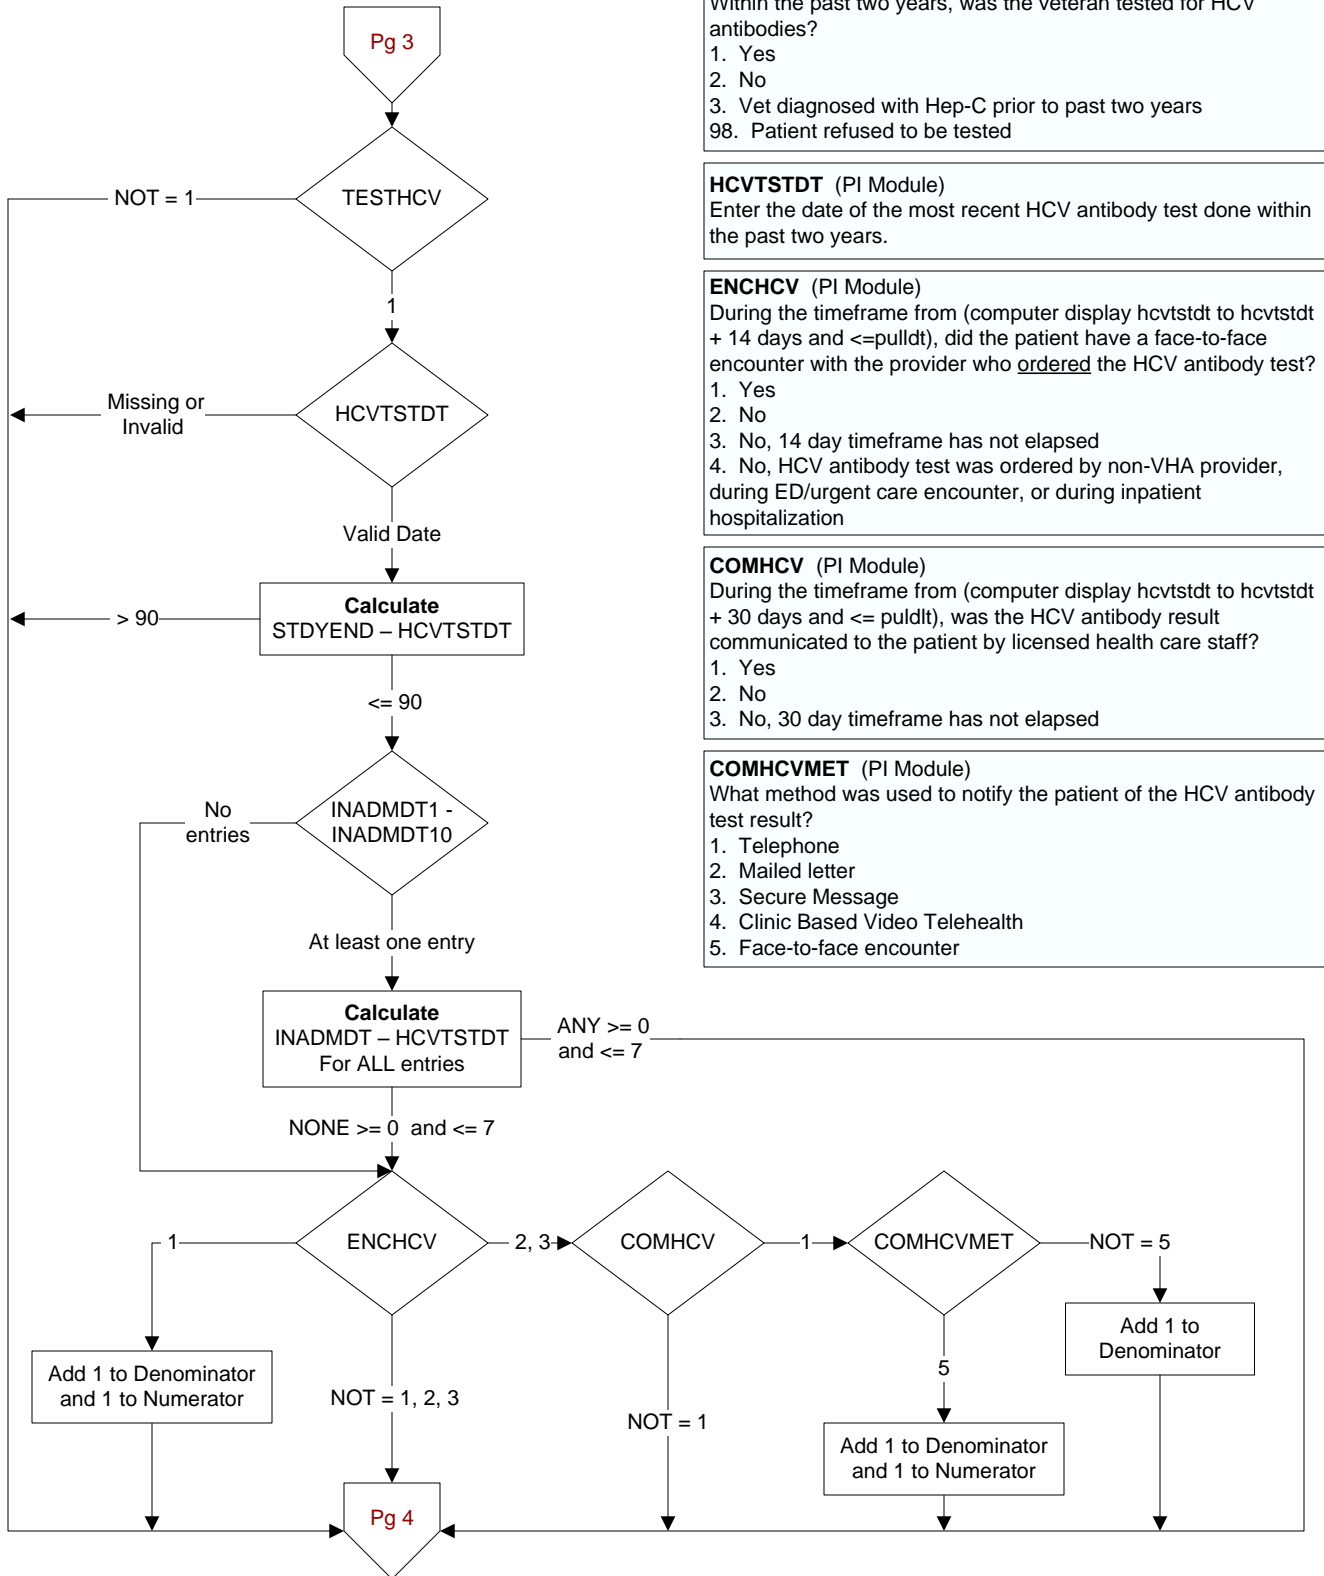 Pg 3
TESTHCV
NOT = 1
1
HCVTSTDT
Missing or
Invalid
Valid Date
Calculate
STDYEND – HCVTSTDT
> 90
<= 90
INADMDT1 -
INADMDT10
No
entries
At least one entry
Calculate
INADMDT – HCVTSTDT
For ALL entries
ANY >= 0
and <= 7
NONE >= 0 and <= 7
ENCHCV
1
2, 3
COMHCV
1
COMHCVMET
NOT = 5
Add 1 to Denominator
and 1 to Numerator
NOT = 1, 2, 3
NOT = 1
5
Add 1 to Denominator
and 1 to Numerator
Add 1 to
Denominator
Pg 4
Within the past two years, was the veteran tested for HCV
antibodies?
1. Yes
2. No
3. Vet diagnosed with Hep-C prior to past two years
98. Patient refused to be tested
HCVTSTDT (PI Module)
Enter the date of the most recent HCV antibody test done within
the past two years.
ENCHCV (PI Module)
During the timeframe from (computer display hcvtstdt to hcvtstdt
+ 14 days and <=pulldt), did the patient have a face-to-face
encounter with the provider who ordered the HCV antibody test?
1. Yes
2. No
3. No, 14 day timeframe has not elapsed
4. No, HCV antibody test was ordered by non-VHA provider,
during ED/urgent care encounter, or during inpatient
hospitalization
COMHCV (PI Module)
During the timeframe from (computer display hcvtstdt to hcvtstdt
+ 30 days and <= puldlt), was the HCV antibody result
communicated to the patient by licensed health care staff?
1. Yes
2. No
3. No, 30 day timeframe has not elapsed
COMHCVMET (PI Module)
What method was used to notify the patient of the HCV antibody
test result?
1. Telephone
2. Mailed letter
3. Secure Message
4. Clinic Based Video Telehealth
5. Face-to-face encounter